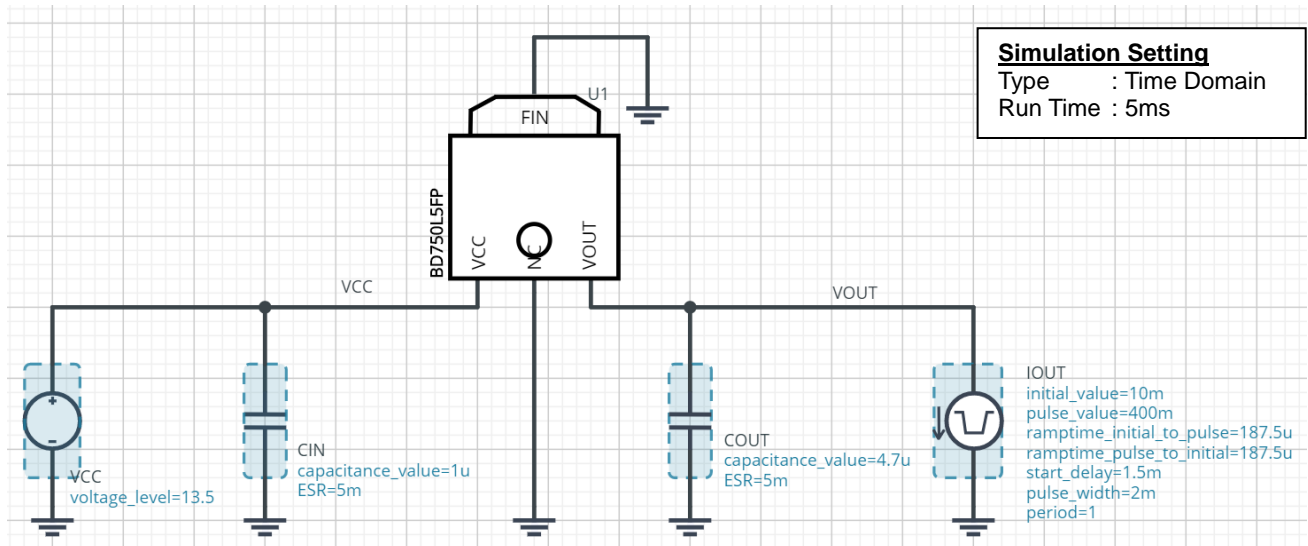 Simulation Setting
Type : Time Domain
Run Time : 5ms
U1
FIN
BD750L5FP
VCC
NC
VOUT
VCC
VOUT
VCC
voltage_level=13.5
CIN
capacitance_value=1u
ESR=5m
COUT
capacitance_value=4.7u
ESR=5m
IOUT
initial_value=10m
pulse_value=400m
ramptime_initial_to_pulse=187.5u
ramptime_pulse_to_initial=187.5u
start_delay=1.5m
pulse_width=2m
period=1